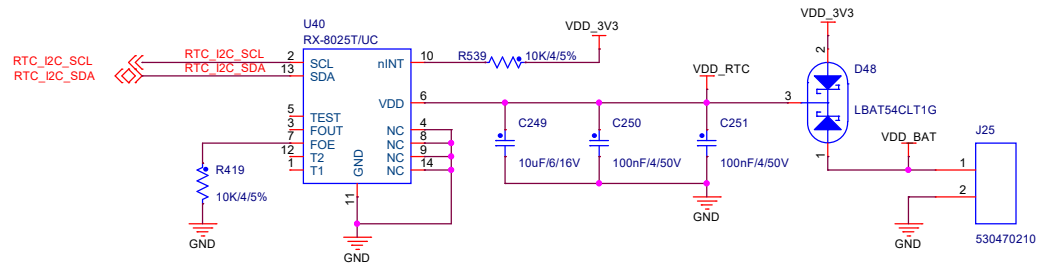 U40
RX-8025T/UC
RTC_I2C_SCL
RTC_I2C_SDA
RTC_I2C_SCL
RTC_I2C_SDA
2
13
SCL
SDA
nINT
10
R539
10K/4/5%
VDD_3V3
VDD
6
VDD_RTC
5
3
7
12
1
TEST
FOUT
FOE
T2
T1
GND
11
NC
NC
NC
NC
4
8
9
14
R419
10K/4/5%
GND
GND
C249
10uF/6/16V
C250
100nF/4/50V
C251
100nF/4/50V
GND
VDD_3V3
2
D48
3
LBAT54CLT1G
1
VDD_BAT
J25
1
2
GND
530470210